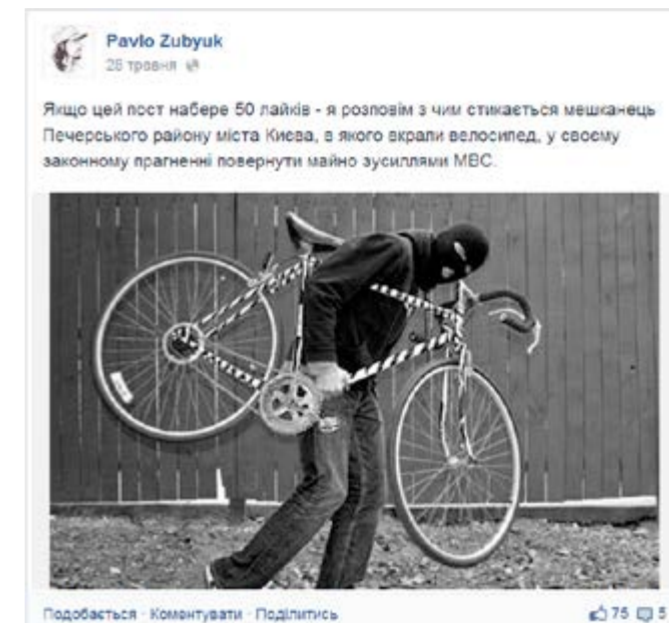 Pavlo Zubyuk
26 травня
Якщо цей пост набере 50 лайків - я розповім з чим стикається мешканець
Печерського району міста Києва, в якого вкрали велосипед, у своєму
законному прагненні повернути майно зусиллями МВС.
Подобається · Коментувати · Поділитись
75 5